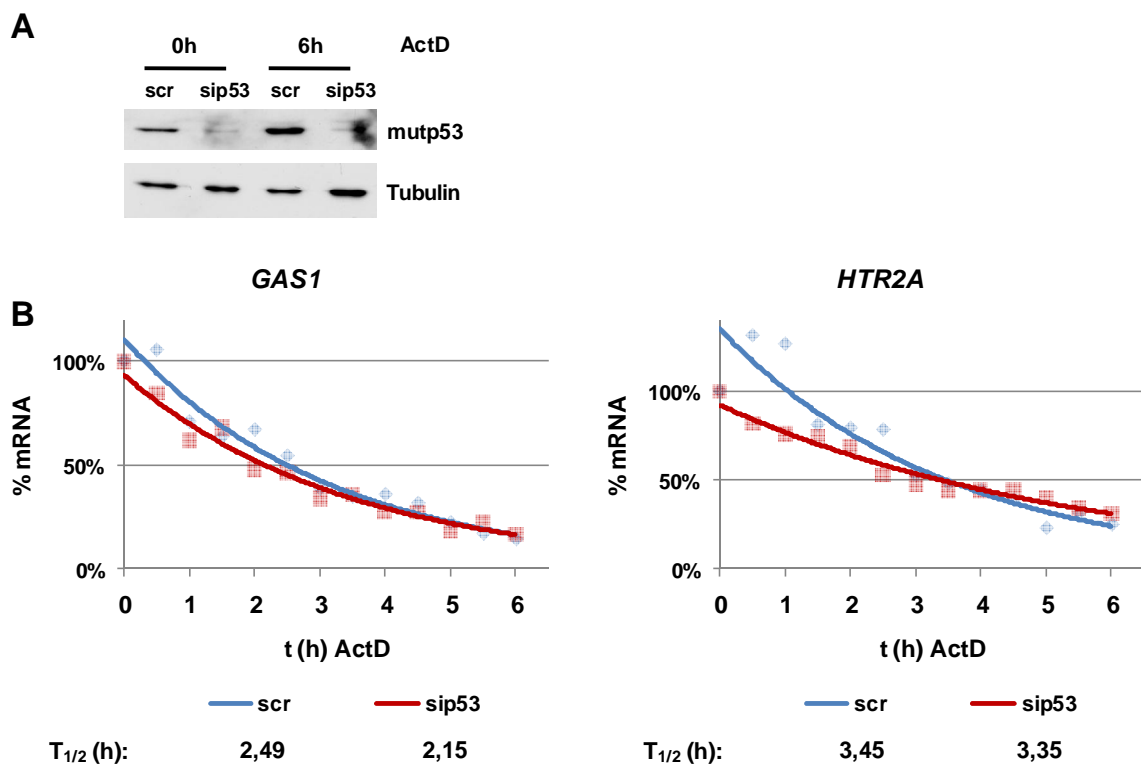 A
0h 6h ActD
scr sip53 scr sip53
mutp53
Tubulin
B
GAS1
% mRNA
100%
50%
0%
0 1 2 3 4 5 6
t (h) ActD
scr sip53
T1/2 (h): 2,49 2,15
HTR2A
% mRNA
100%
50%
0%
0 1 2 3 4 5 6
t (h) ActD
scr sip53
T1/2 (h): 3,45 3,35